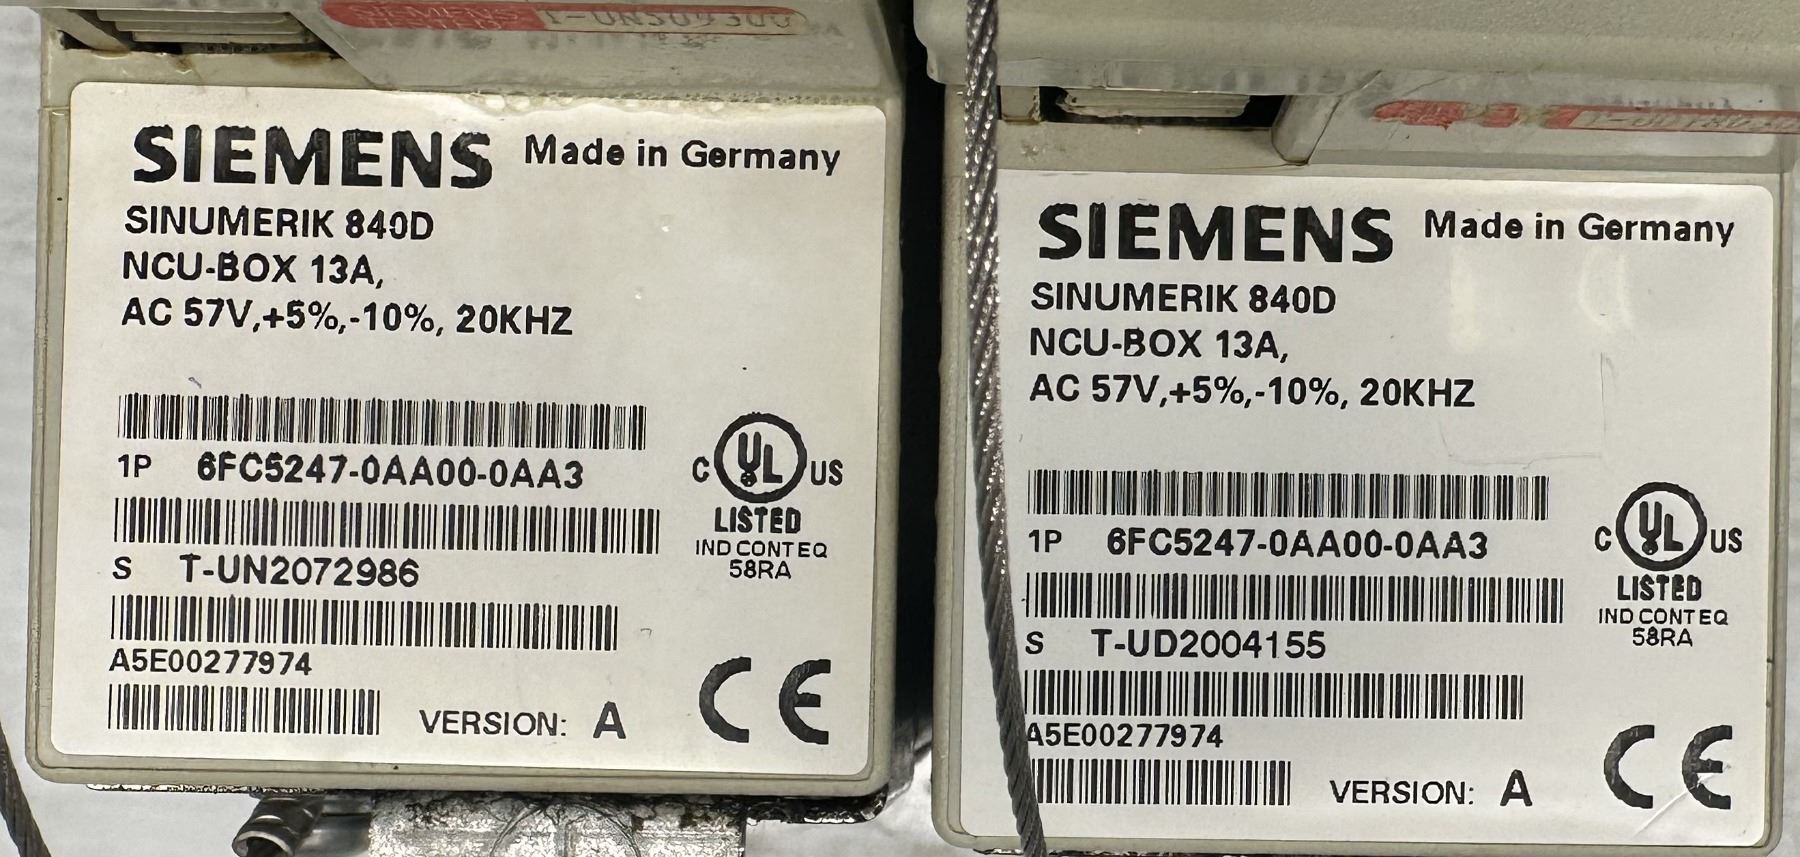 SIEMENS Made in Germany
SINUMERIK 840D
NCU-BOX 13A,
AC 57V,+5%,-10%, 20KHZ
1P 6FC5247-0AA00-0AA3
S T-UN2072986
A5E00277974
VERSION: A
C UL US
LISTED
IND CONT EQ
58RA
CE
SIEMENS Made in Germany
SINUMERIK 840D
NCU-BOX 13A,
AC 57V,+5%,-10%, 20KHZ
1P 6FC5247-0AA00-0AA3
S T-UD2004155
A5E00277974
VERSION: A
C UL US
LISTED
IND CONT EQ
58RA
CE